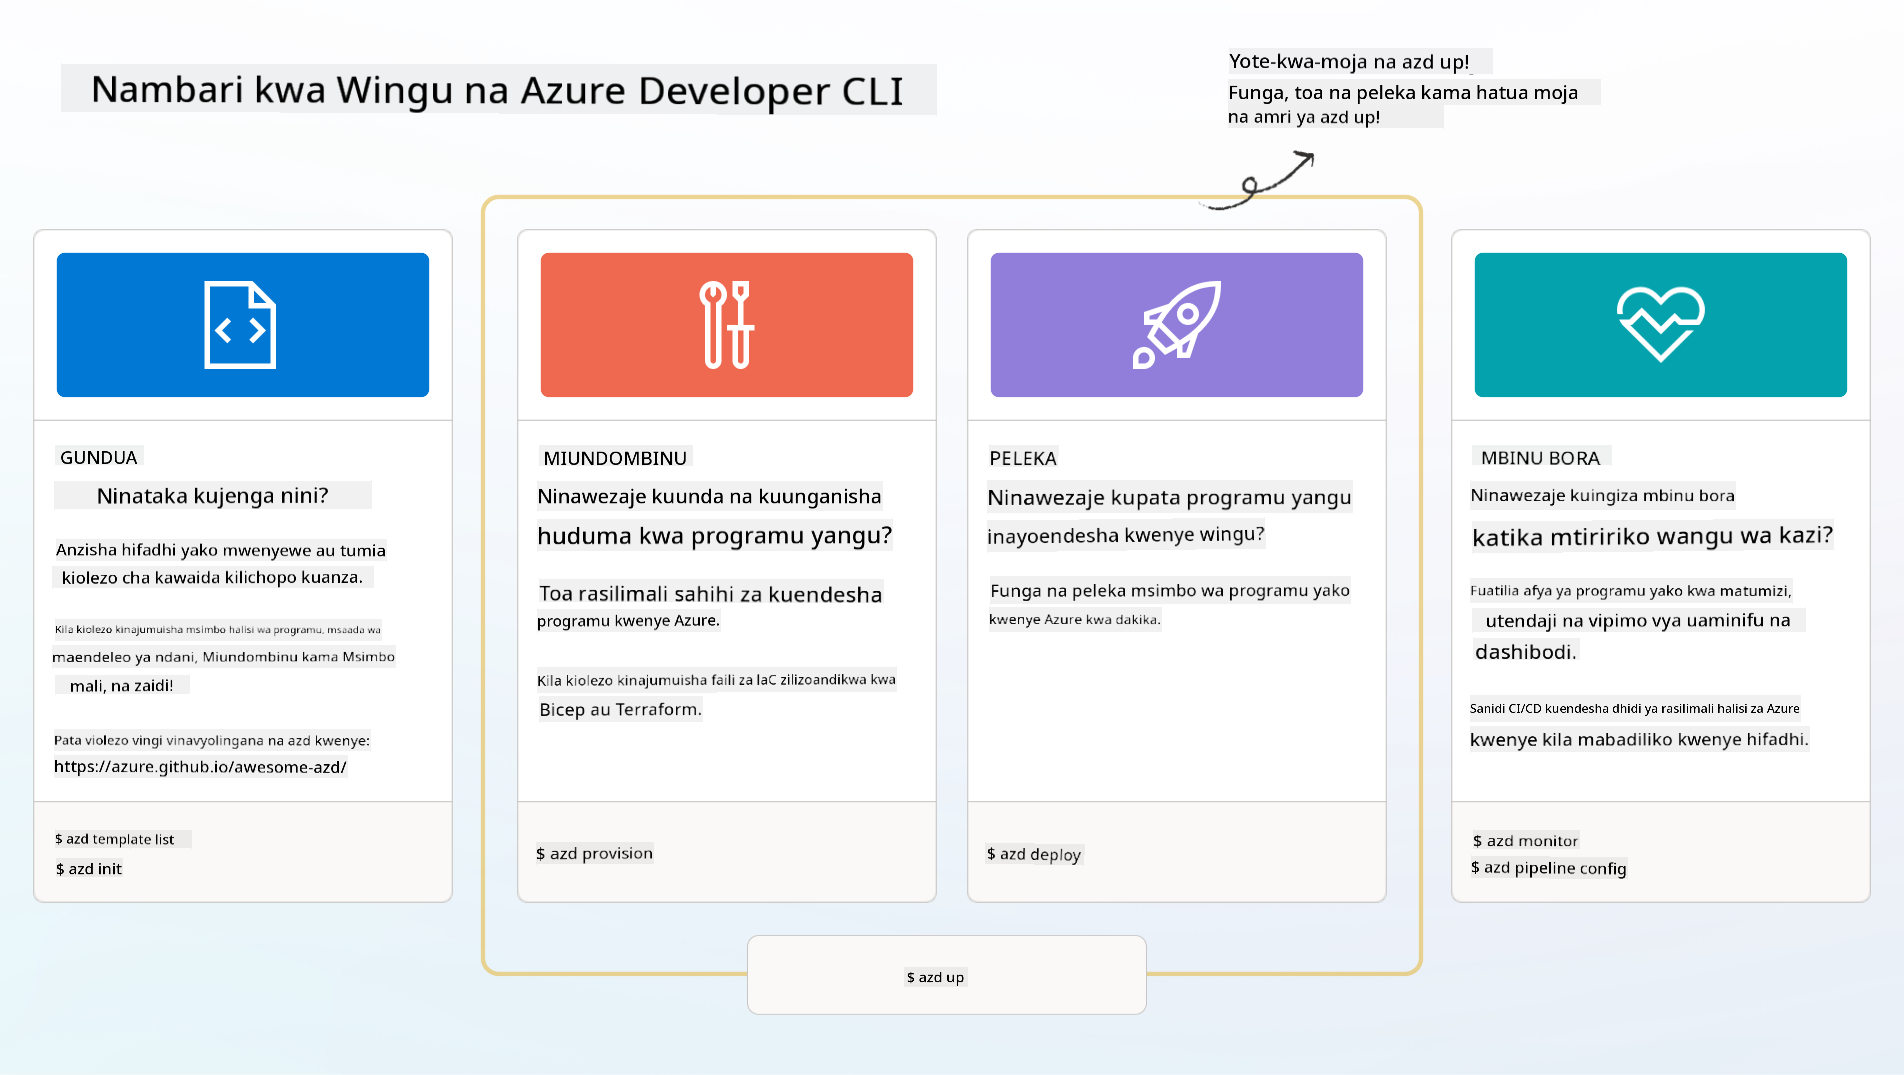 Nambari kwa Wingu na Azure Developer CLI
Yote-kwa-moja na azd up!
Funga, toa na peleka kama hatua moja
na amri ya azd up!
GUNDUA
Ninataka kujenga nini?
Anzisha hifadhi yako mwenyewe au tumia
kiolezo cha kawaida kilichopo kuanza.
Kila kiolezo kinajumuisha msimbo halisi wa programu, msaada wa
maendeleo ya ndani, Miundombinu kama Msimbo
mali, na zaidi!
Pata violezo vingi vinavyolingana na azd kwenye:
https://azure.github.io/awesome-azd/
$ azd template list
$ azd init
MIUNDOMBINU
Ninawezaje kuunda na kuunganisha
huduma kwa programu yangu?
Toa rasilimali sahihi za kuendesha
programu kwenye Azure.
Kila kiolezo kinajumuisha faili za laC zilizoandikwa kwa
Bicep au Terraform.
$ azd provision
PELEKA
Ninawezaje kupata programu yangu
inayoendesha kwenye wingu?
Funga na peleka msimbo wa programu yako
kwenye Azure kwa dakika.
$ azd deploy
MBINU BORA
Ninawezaje kuingiza mbinu bora
katika mtiririko wangu wa kazi?
Fuatilia afya ya programu yako kwa matumizi,
utendaji na vipimo vya uaminifu na
dashibodi.
Sanidi CI/CD kuendesha dhidi ya rasilimali halisi za Azure
kwenye kila mabadiliko kwenye hifadhi.
$ azd monitor
$ azd pipeline config
$ azd up